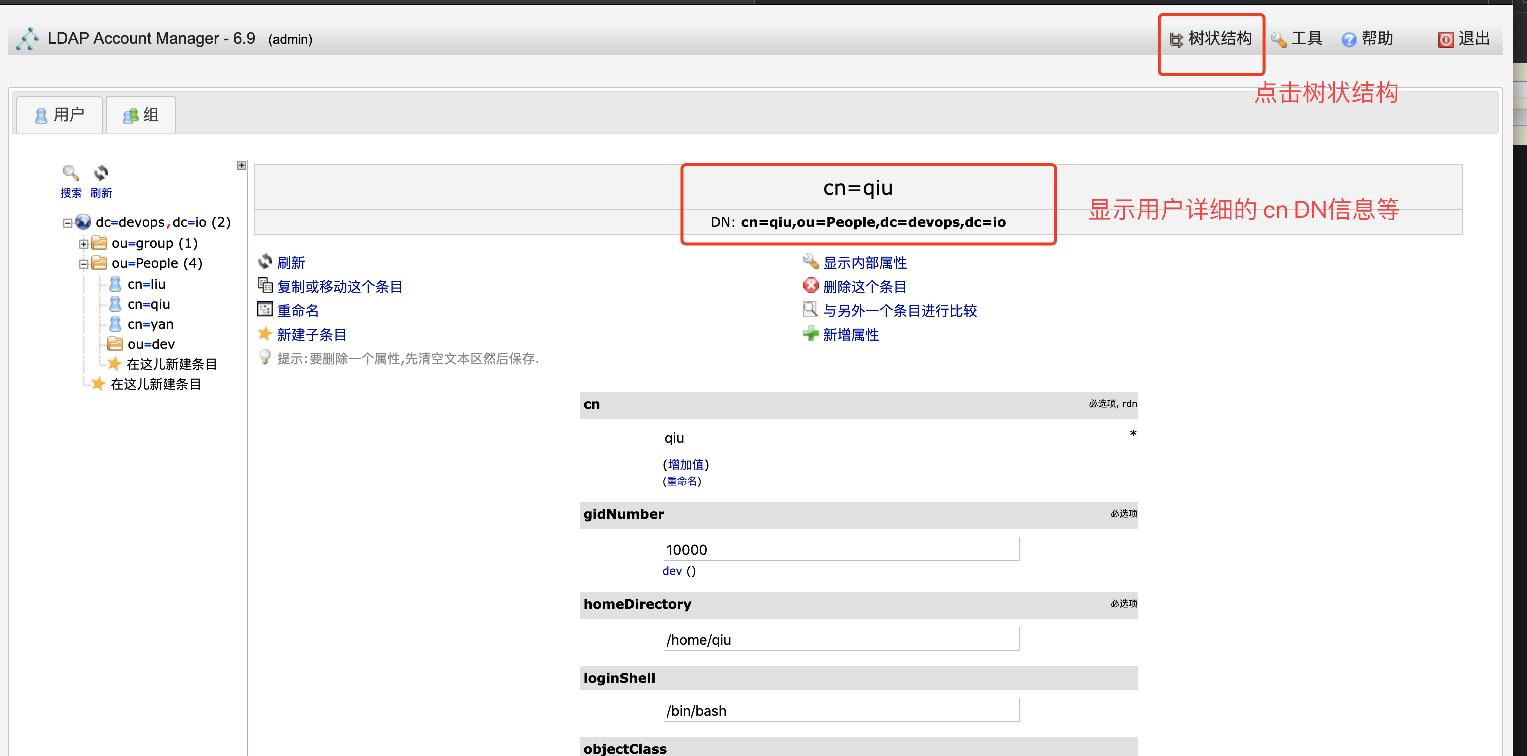 LDAP Account Manager - 6.9 (admin)
树状结构 工具 帮助 退出
点击树状结构
用户 组
搜索 刷新
dc=devops,dc=io (2)
ou=group (1)
ou=People (4)
cn=liu
cn=qiu
cn=yan
ou=dev
在这儿新建条目
在这儿新建条目
cn=qiu
DN: cn=qiu,ou=People,dc=devops,dc=io
显示用户详细的 cn DN信息等
刷新
显示内部属性
复制或移动这个条目
删除这个条目
重命名
与另外一个条目进行比较
新建子条目
新增属性
提示:要删除一个属性,先清空文本区然后保存.
cn 必选项, rdn
qiu *
(增加值)
(重命名)
gidNumber 必选项
10000
dev ()
homeDirectory 必选项
/home/qiu
loginShell
/bin/bash
objectClass